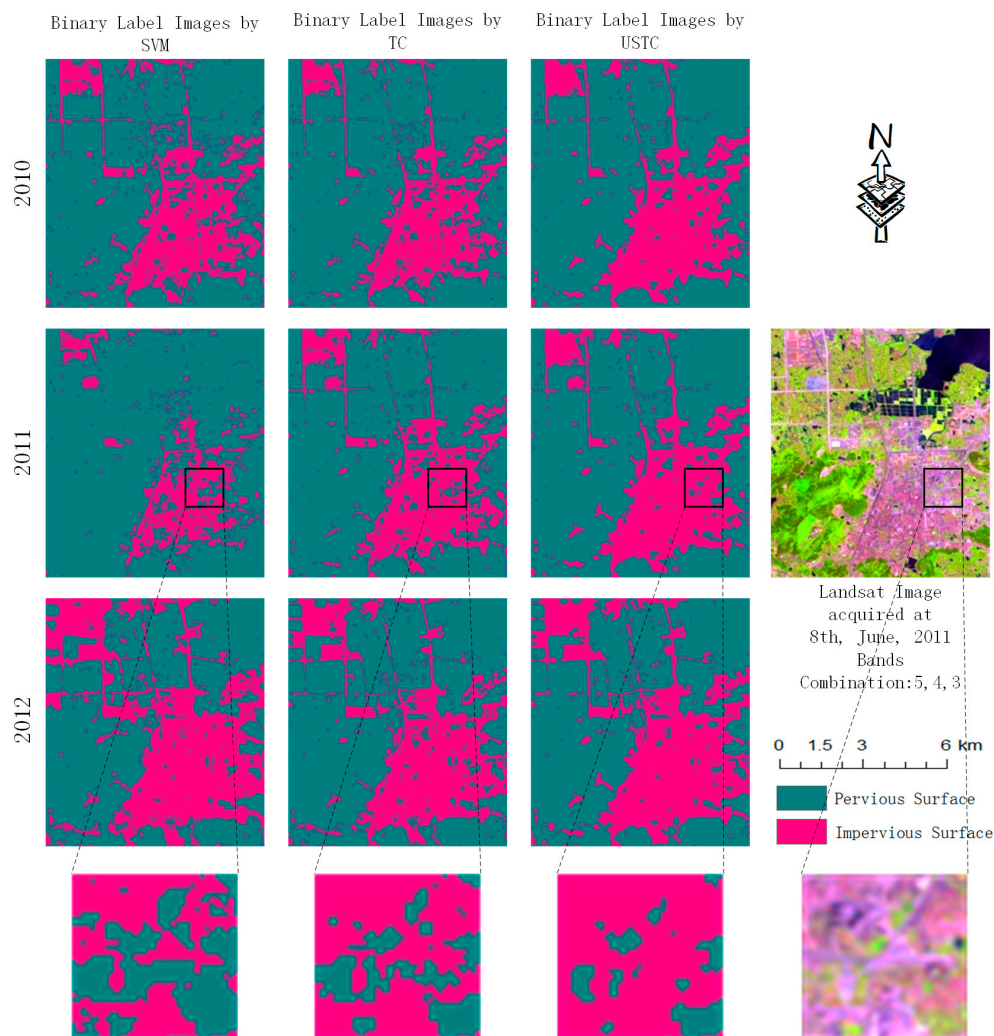 Binary Label Images by
SVM
Binary Label Images by
TC
Binary Label Images by
USTC
2010
N
2011
Landsat Image
acquired at
8th, June, 2011
Bands
Combination:5,4,3
2012
0 1.5 3 6 km
Pervious Surface
Impervious Surface